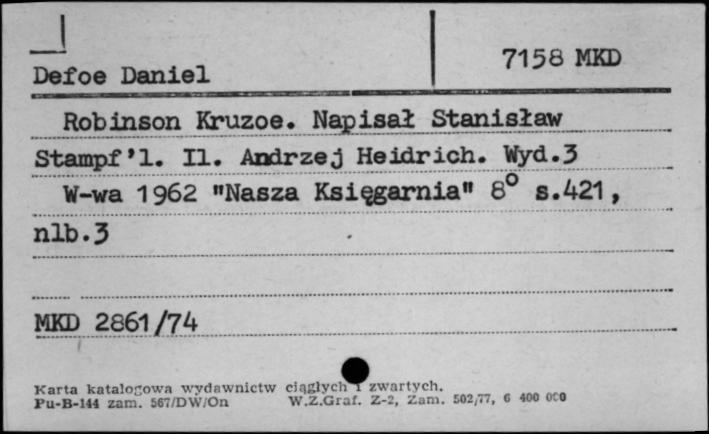 7158 MKD
Defoe Daniel
Robinson Kruzoe. Napisał Stanisław
Stampf'l. Il. Andrzej Heidrich. Wyd.3
W-wa 1962 "Nasza Księgarnia" 8° s.421,
nlb.3
MKD 2861/74
Karta katalogowa wydawnictw ciągłych i zwartych.
Pu-B-144 zam. 567/DW/On W.Z.Graf. Z-2, Zam. 502/77, 6 400 000